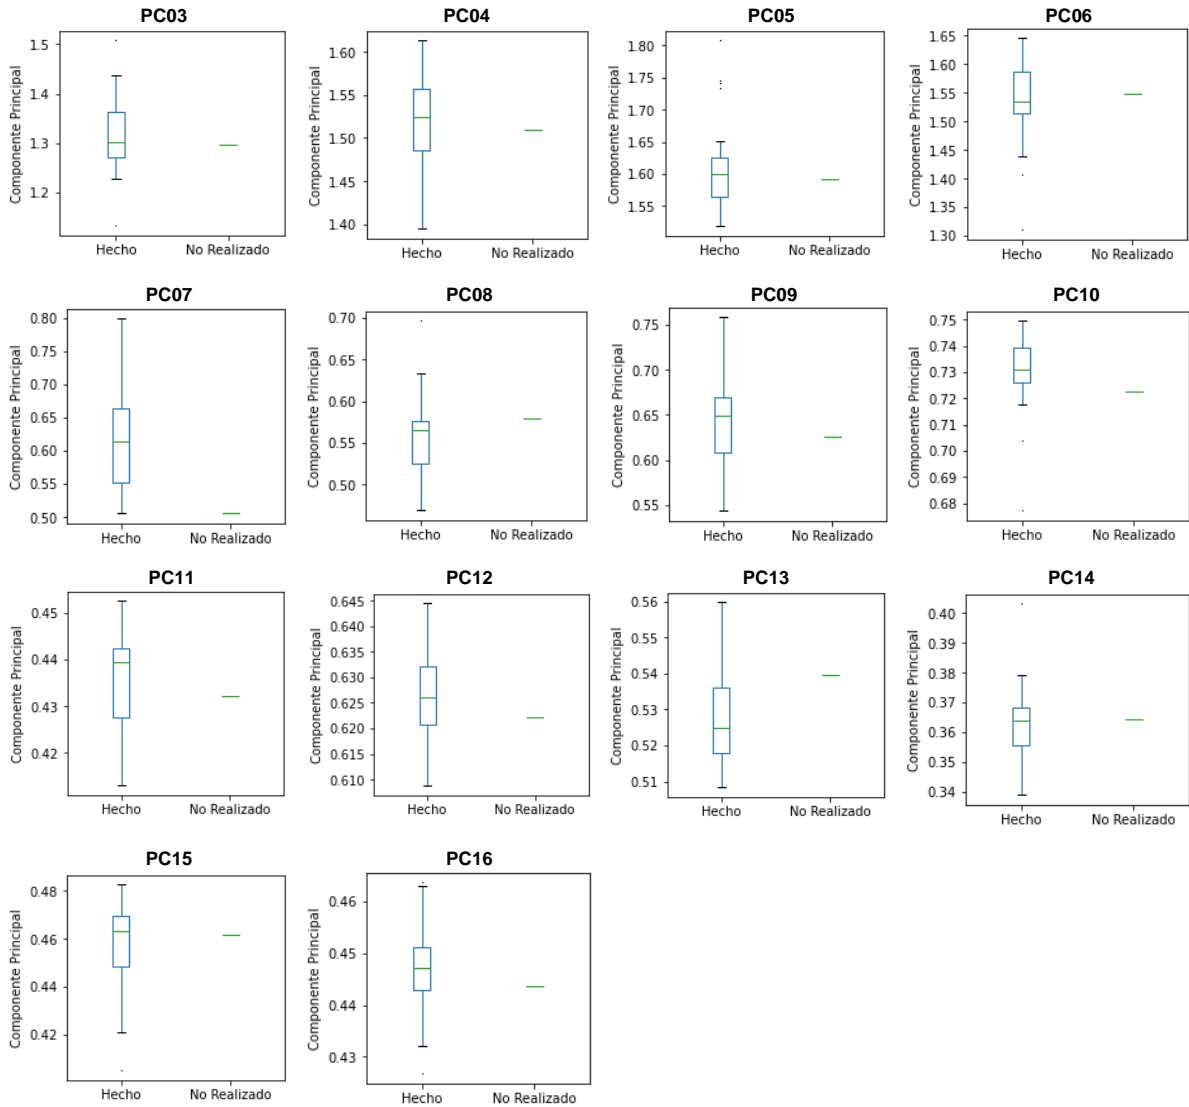 PC03
Componente Principal
1.5
1.4
1.3
1.2
Hecho
No Realizado
PC04
Componente Principal
1.60
1.55
1.50
1.45
1.40
Hecho
No Realizado
PC05
Componente Principal
1.80
1.75
1.70
1.65
1.60
1.55
Hecho
No Realizado
PC06
Componente Principal
1.65
1.60
1.55
1.50
1.45
1.40
1.35
1.30
Hecho
No Realizado
PC07
Componente Principal
0.80
0.75
0.70
0.65
0.60
0.55
0.50
Hecho
No Realizado
PC08
Componente Principal
0.70
0.65
0.60
0.55
0.50
Hecho
No Realizado
PC09
Componente Principal
0.75
0.70
0.65
0.60
0.55
Hecho
No Realizado
PC10
Componente Principal
0.75
0.74
0.73
0.72
0.71
0.70
0.69
0.68
Hecho
No Realizado
PC11
Componente Principal
0.45
0.44
0.43
0.42
Hecho
No Realizado
PC12
Componente Principal
0.645
0.640
0.635
0.630
0.625
0.620
0.615
0.610
Hecho
No Realizado
PC13
Componente Principal
0.56
0.55
0.54
0.53
0.52
0.51
Hecho
No Realizado
PC14
Componente Principal
0.40
0.39
0.38
0.37
0.36
0.35
0.34
Hecho
No Realizado
PC15
Componente Principal
0.48
0.46
0.44
0.42
Hecho
No Realizado
PC16
Componente Principal
0.46
0.45
0.44
0.43
Hecho
No Realizado